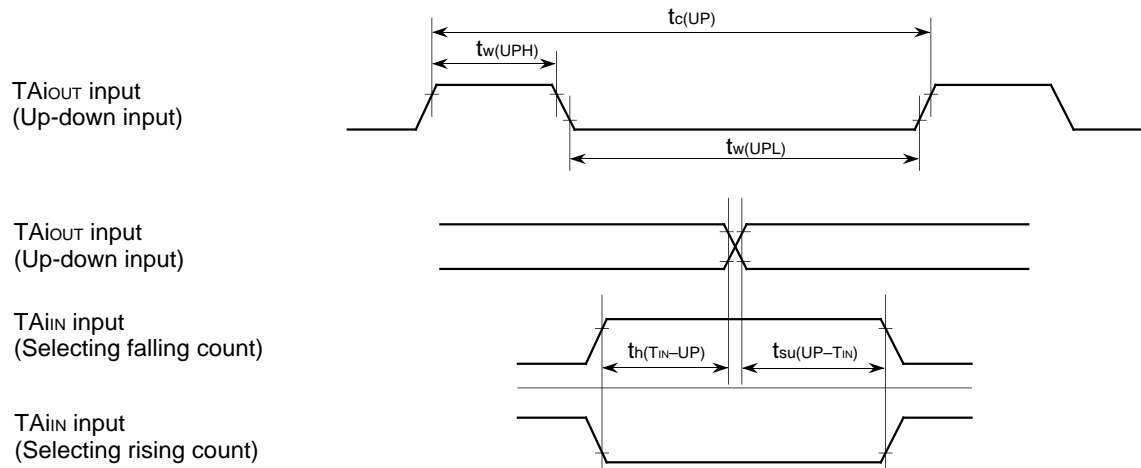 tc(UP)
tw(UPH)
TAiOUT input
(Up-down input)
tw(UPL)
TAiOUT input
(Up-down input)
TAiIN input
(Selecting falling count)
th(TIN–UP)
tsu(UP–TIN)
TAiIN input
(Selecting rising count)